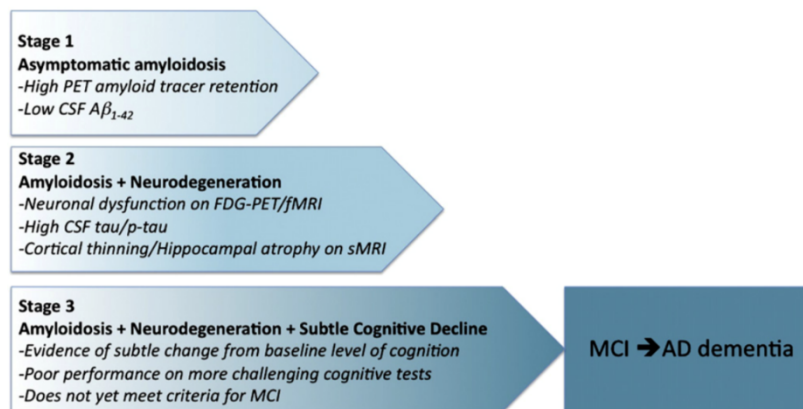 Stage 1
Asymptomatic amyloidosis
-High PET amyloid tracer retention
-Low CSF Aβ1-42
Stage 2
Amyloidosis + Neurodegeneration
-Neuronal dysfunction on FDG-PET/fMRI
-High CSF tau/p-tau
-Cortical thinning/Hippocampal atrophy on sMRI
Stage 3
Amyloidosis + Neurodegeneration + Subtle Cognitive Decline
-Evidence of subtle change from baseline level of cognition
-Poor performance on more challenging cognitive tests
-Does not yet meet criteria for MCI
MCI ➔AD dementia